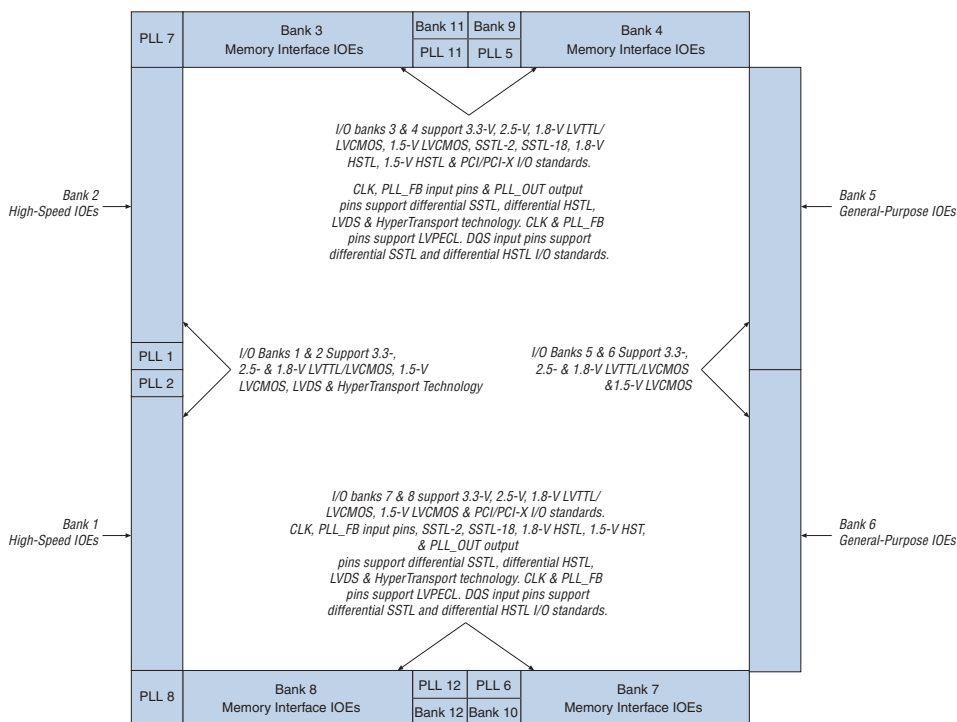 PLL 7
Bank 3
Memory Interface IOEs
Bank 11
Bank 9
PLL 11
PLL 5
Bank 4
Memory Interface IOEs
I/O banks 3 & 4 support 3.3-V, 2.5-V, 1.8-V LVTTL/
LVCMOS, 1.5-V LVCMOS, SSTL-2, SSTL-18, 1.8-V
HSTL, 1.5-V HSTL & PCI/PCI-X I/O standards.
CLK, PLL_FB input pins & PLL_OUT output
pins support differential SSTL, differential HSTL,
LVDS & HyperTransport technology. CLK & PLL_FB
pins support LVPECL. DQS input pins support
differential SSTL and differential HSTL I/O standards.
Bank 2
High-Speed IOEs
Bank 5
General-Purpose IOEs
PLL 1
PLL 2
I/O Banks 1 & 2 Support 3.3-,
2.5- & 1.8-V LVTTL/LVCMOS, 1.5-V
LVCMOS, LVDS & HyperTransport Technology
I/O Banks 5 & 6 Support 3.3-,
2.5- & 1.8-V LVTTL/LVCMOS
&1.5-V LVCMOS
I/O banks 7 & 8 support 3.3-V, 2.5-V, 1.8-V LVTTL/
LVCMOS, 1.5-V LVCMOS & PCI/PCI-X I/O standards.
CLK, PLL_FB input pins, SSTL-2, SSTL-18, 1.8-V HSTL, 1.5-V HST,
& PLL_OUT output
pins support differential SSTL, differential HSTL,
LVDS & HyperTransport technology. CLK & PLL_FB
pins support LVPECL. DQS input pins support
differential SSTL and differential HSTL I/O standards.
Bank 1
High-Speed IOEs
Bank 6
General-Purpose IOEs
PLL 8
Bank 8
Memory Interface IOEs
PLL 12
PLL 6
Bank 12
Bank 10
Bank 7
Memory Interface IOEs